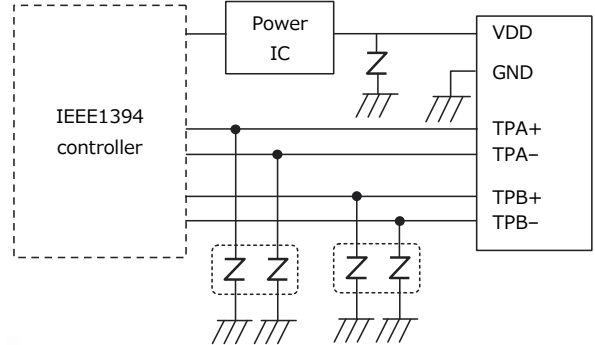 Power
IC
VDD
GND
IEEE1394
controller
TPA+
TPA–
TPB+
TPB–